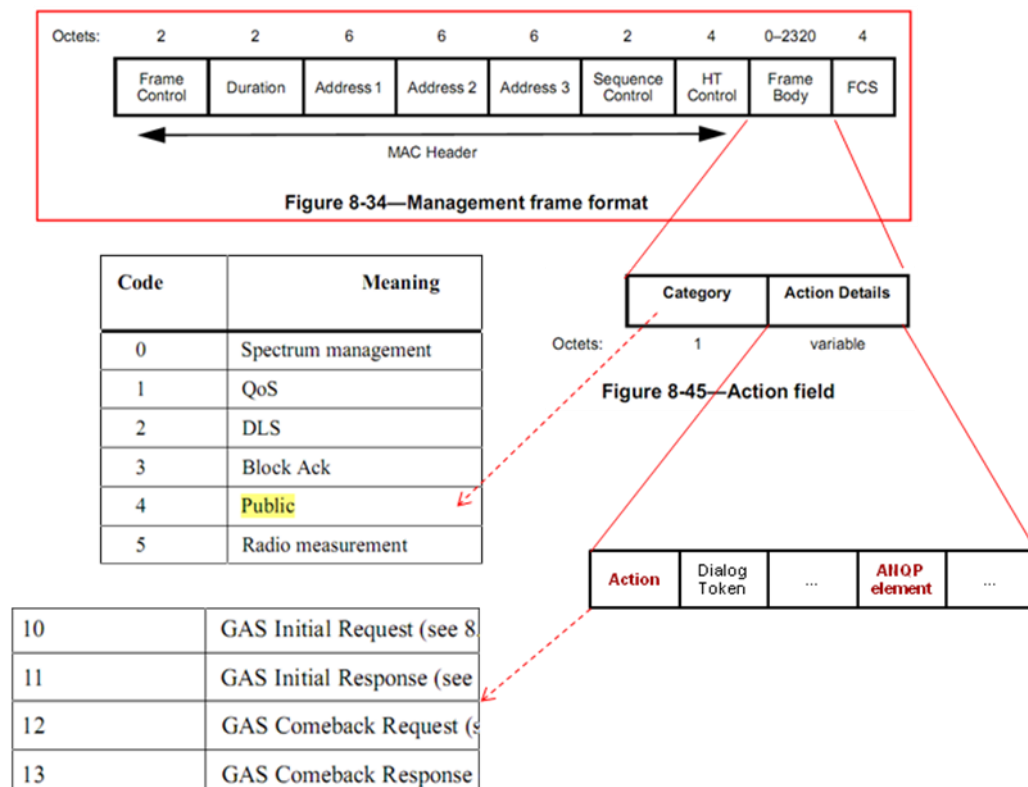 Octets: 2 2 6 6 6 2 4 0–2320 4
Frame Control Duration Address 1 Address 2 Address 3 Sequence Control HT Control Frame Body FCS
MAC Header
Figure 8-34—Management frame format
Code Meaning
0 Spectrum management
1 QoS
2 DLS
3 Block Ack
4 Public
5 Radio measurement
Category Action Details
Octets: 1 variable
Figure 8-45—Action field
Action Dialog Token ... ANQP element ...
10 GAS Initial Request (see 8.
11 GAS Initial Response (see
12 GAS Comeback Request (s
13 GAS Comeback Response